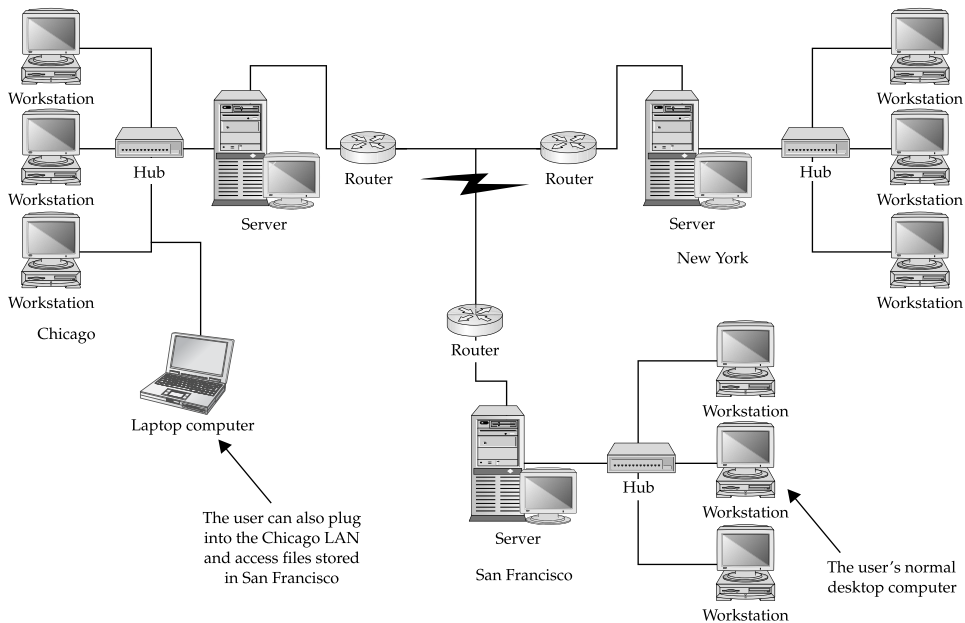 Workstation
Workstation
Hub
Workstation
Chicago
Server
Router
Router
Server
New York
Hub
Workstation
Workstation
Workstation
Laptop computer
The user can also plug
into the Chicago LAN
and access files stored
in San Francisco
Router
Server
San Francisco
Hub
Workstation
Workstation
Workstation
The user's normal
desktop computer